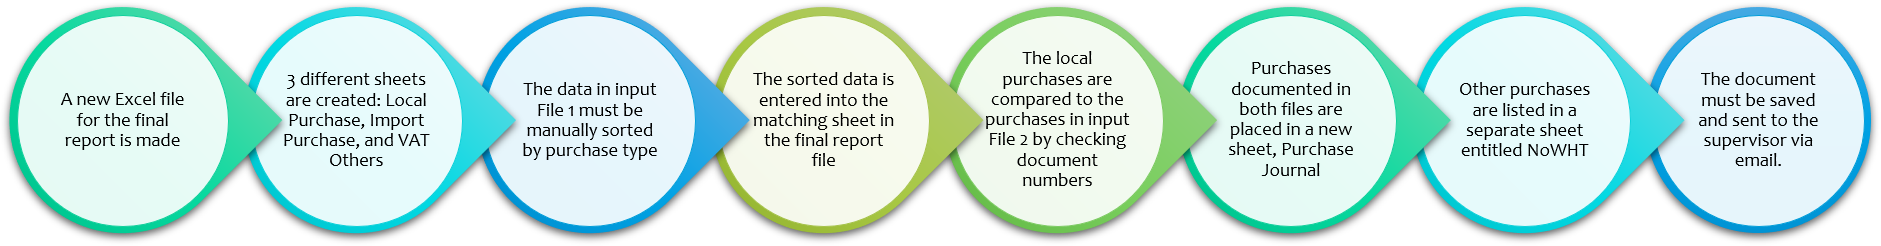 A new Excel file
for the final
report is made
3 different sheets
are created: Local
Purchase, Import
Purchase, and VAT
Others
The data in input
File 1 must be
manually sorted
by purchase type
The sorted data is
entered into the
matching sheet in
the final report
file
The local
purchases are
compared to the
purchases in input
File 2 by checking
document
numbers
Purchases
documented in
both files are
placed in a new
sheet, Purchase
Journal
Other purchases
are listed in a
separate sheet
entitled NoWHT
The document
must be saved
and sent to the
supervisor via
email.